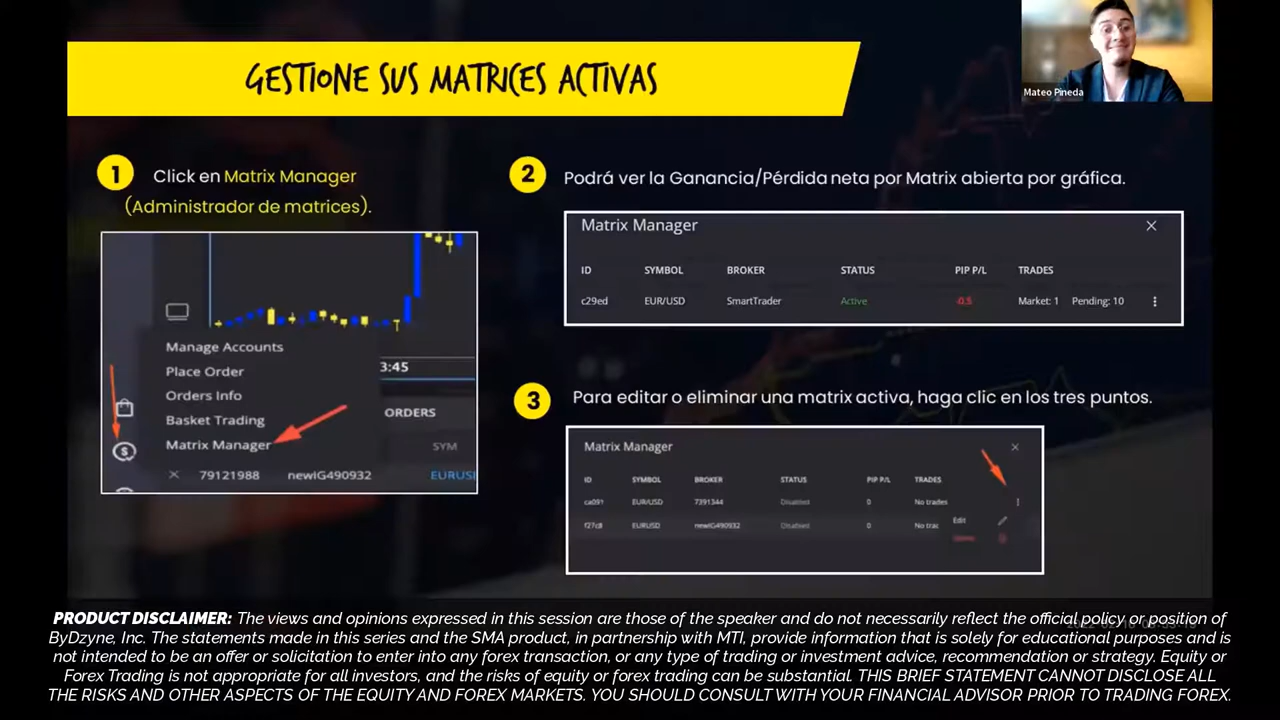 GESTIONE SUS MATRICES ACTIVAS
Mateo Pineda
1 Click en Matrix Manager
(Administrador de matrices).
Manage Accounts
Place Order
3:45
Orders Info
ORDERS
Basket Trading
Matrix Manager
SYM
79121988 newIG490932 EURUS
2 Podrá ver la Ganancia/Pérdida neta por Matrix abierta por gráfica.
Matrix Manager
ID SYMBOL BROKER STATUS PIP P/L TRADES
c29ed EUR/USD SmartTrader Active -0.5 Market: 1 Pending: 10
3 Para editar o eliminar una matrix activa, haga clic en los tres puntos.
Matrix Manager
ID SYMBOL BROKER STATUS PIP P/L TRADES
ca091 EUR/USD 7391344 Disabled 0 No trades
Edit
f27c8 EURUSD newIG490932 Disabled 0 No trac
PRODUCT DISCLAIMER: The views and opinions expressed in this session are those of the speaker and do not necessarily reflect the official policy or position of
ByDzyne, Inc. The statements made in this series and the SMA product, in partnership with MTI, provide information that is solely for educational purposes and is
not intended to be an offer or solicitation to enter into any forex transaction, or any type of trading or investment advice, recommendation or strategy. Equity or
Forex Trading is not appropriate for all investors, and the risks of equity or forex trading can be substantial. THIS BRIEF STATEMENT CANNOT DISCLOSE ALL
THE RISKS AND OTHER ASPECTS OF THE EQUITY AND FOREX MARKETS. YOU SHOULD CONSULT WITH YOUR FINANCIAL ADVISOR PRIOR TO TRADING FOREX.